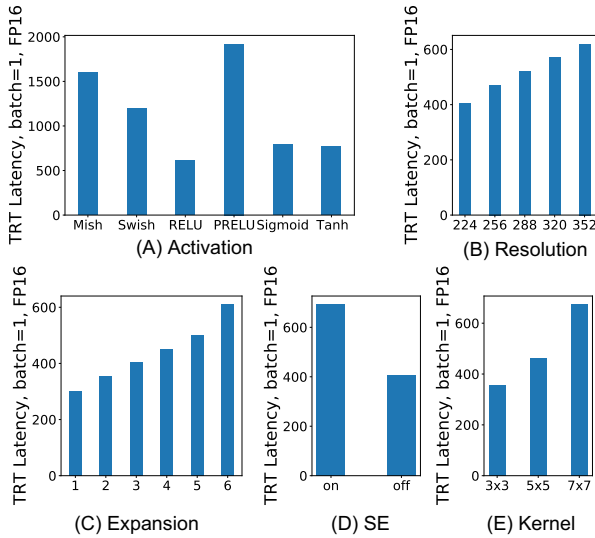 TRT Latency, batch=1, FP16
2000
1500
1000
500
0
Mish Swish RELU PRELU Sigmoid Tanh
(A) Activation
TRT Latency, batch=1, FP16
600
400
200
0
224 256 288 320 352
(B) Resolution
TRT Latency, batch=1, FP16
600
400
200
0
1 2 3 4 5 6
(C) Expansion
TRT Latency, batch=1, FP16
600
400
200
0
on off
(D) SE
TRT Latency, batch=1, FP16
600
400
200
0
3x3 5x5 7x7
(E) Kernel